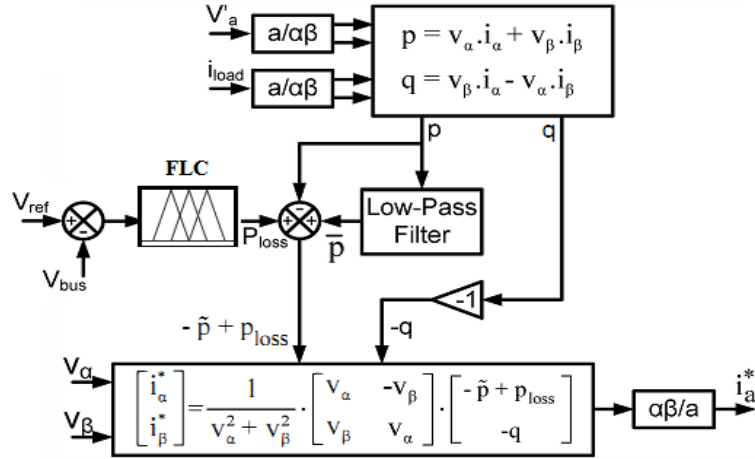 V'a
a/αβ
iload
a/αβ
p = vα.iα + vβ.iβ
q = vβ.iα - vα.iβ
p
q
FLC
Vref
+
-
Vbus
Ploss
+
-
+
p̅
Low-Pass
Filter
-1
-q
- p̃ + ploss
vα
vβ
[iα* iβ*] = 1 / (vα² + vβ²) . [vα -vβ vβ vα] . [- p̃ + ploss -q]
αβ/a
ia*